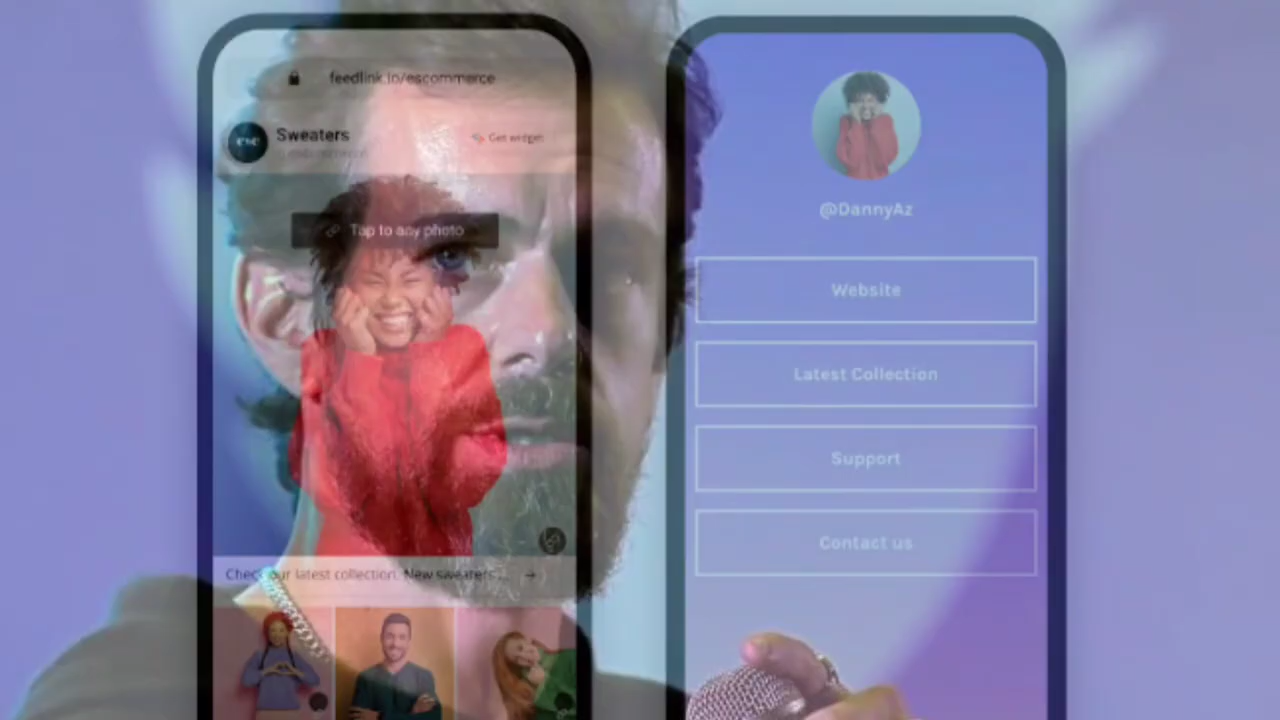 feedlink.in/escommerce
Sweaters
Get widget
Tap to any photo
Check our latest collection. New sweaters
@DannyAz
Website
Latest Collection
Support
Contact us